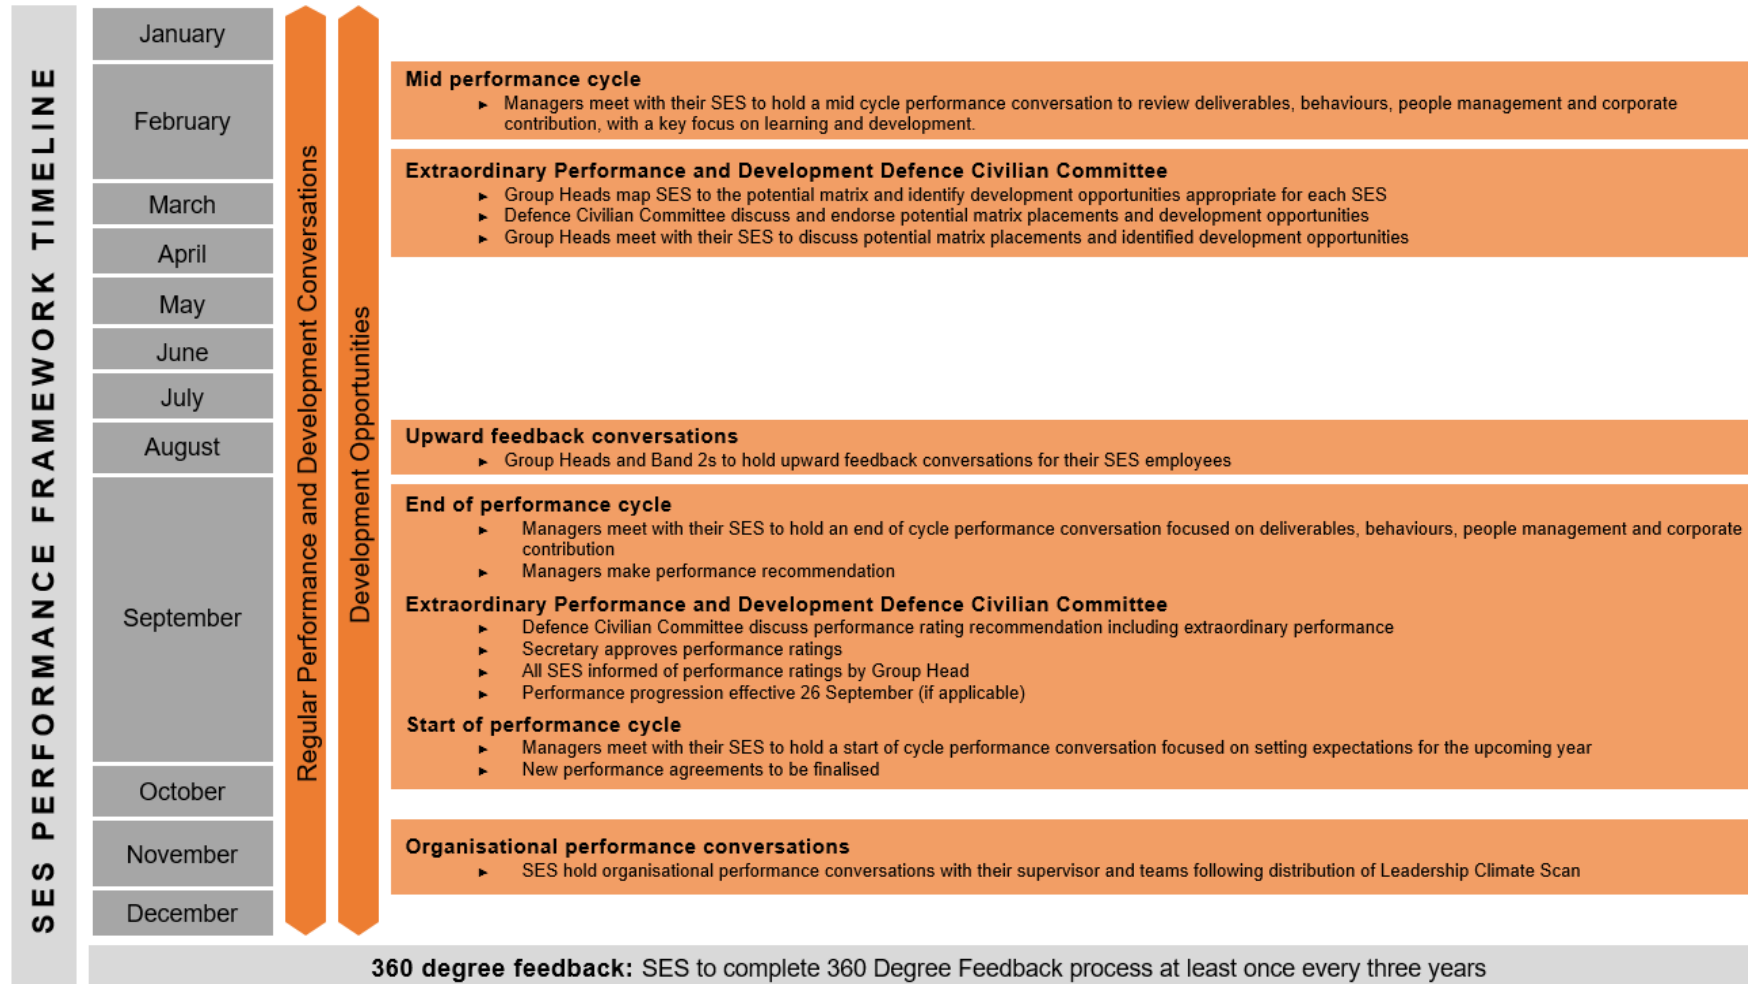 SES PERFORMANCE FRAMEWORK TIMELINE
January
February
March
April
May
June
July
August
September
October
November
December
Regular Performance and Development Conversations
Development Opportunities
Mid performance cycle
► Managers meet with their SES to hold a mid cycle performance conversation to review deliverables, behaviours, people management and corporate
contribution, with a key focus on learning and development.
Extraordinary Performance and Development Defence Civilian Committee
► Group Heads map SES to the potential matrix and identify development opportunities appropriate for each SES
► Defence Civilian Committee discuss and endorse potential matrix placements and development opportunities
► Group Heads meet with their SES to discuss potential matrix placements and identified development opportunities
Upward feedback conversations
► Group Heads and Band 2s to hold upward feedback conversations for their SES employees
End of performance cycle
► Managers meet with their SES to hold an end of cycle performance conversation focused on deliverables, behaviours, people management and corporate
contribution
► Managers make performance recommendation
Extraordinary Performance and Development Defence Civilian Committee
► Defence Civilian Committee discuss performance rating recommendation including extraordinary performance
► Secretary approves performance ratings
► All SES informed of performance ratings by Group Head
► Performance progression effective 26 September (if applicable)
Start of performance cycle
► Managers meet with their SES to hold a start of cycle performance conversation focused on setting expectations for the upcoming year
► New performance agreements to be finalised
Organisational performance conversations
► SES hold organisational performance conversations with their supervisor and teams following distribution of Leadership Climate Scan
360 degree feedback: SES to complete 360 Degree Feedback process at least once every three years